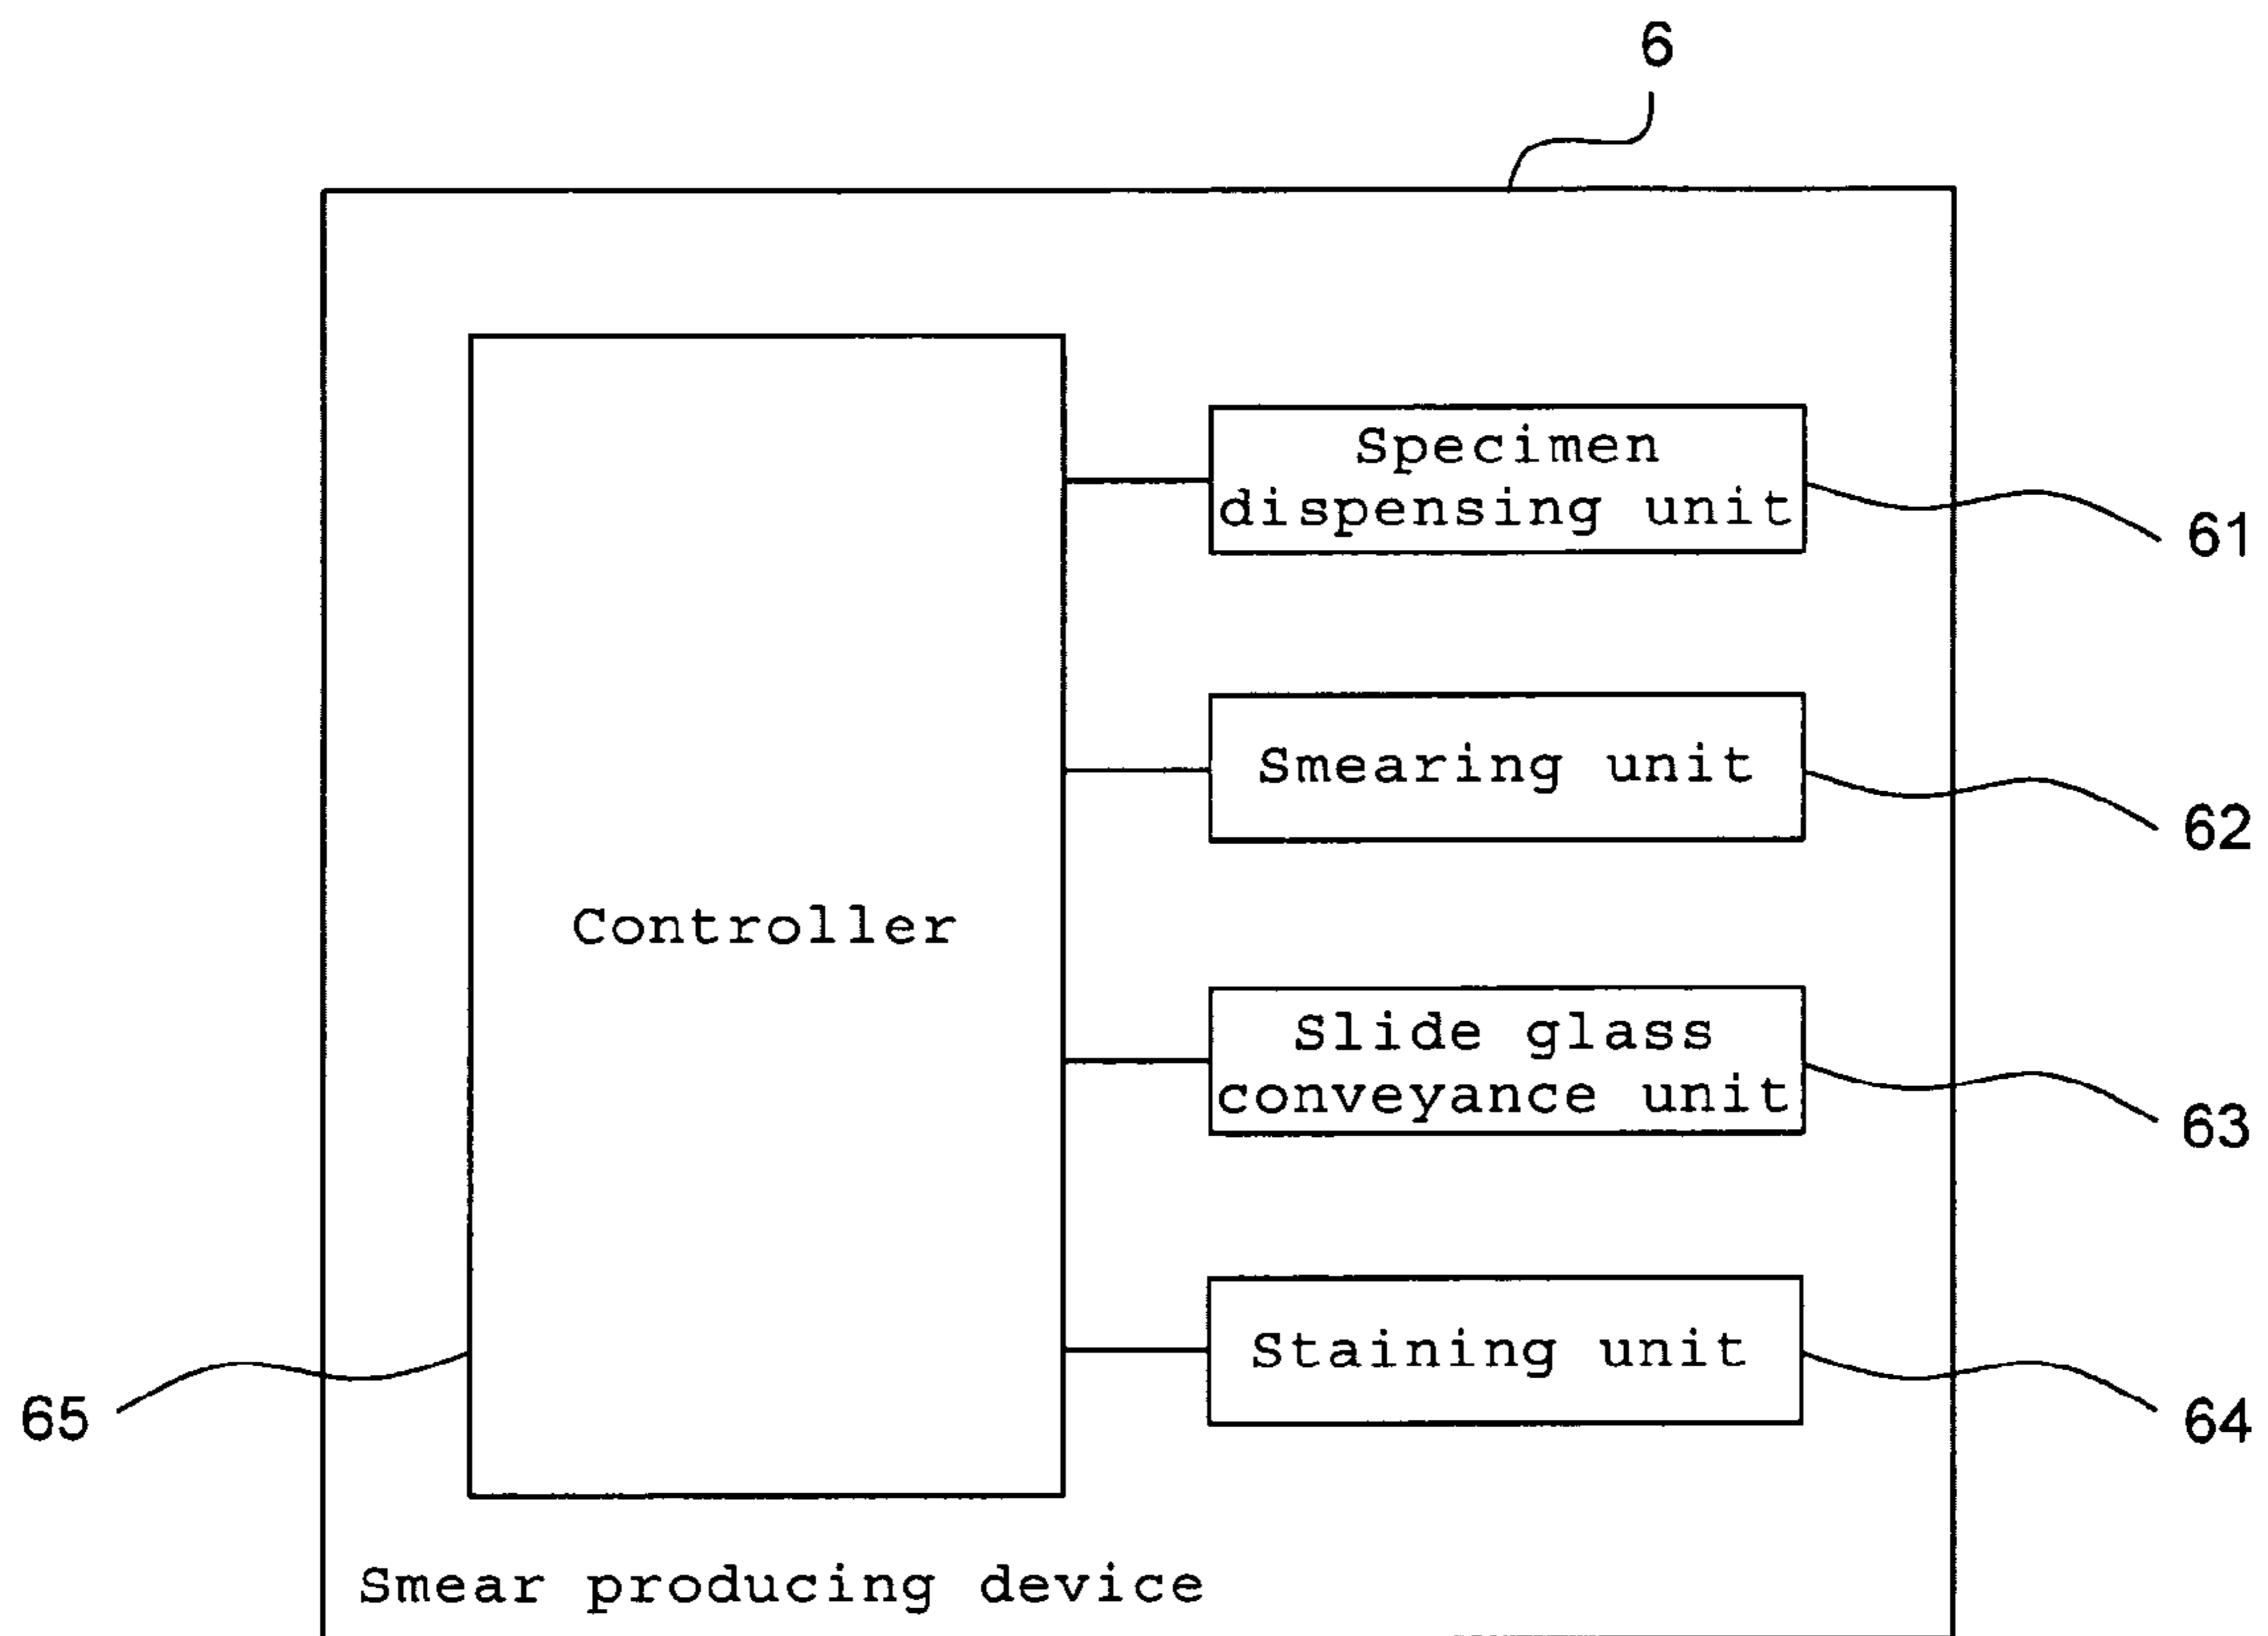 6
Specimen
dispensing unit
61
Smearing unit
62
Controller
Slide glass
conveyance unit
63
Staining unit
64
65
Smear producing device